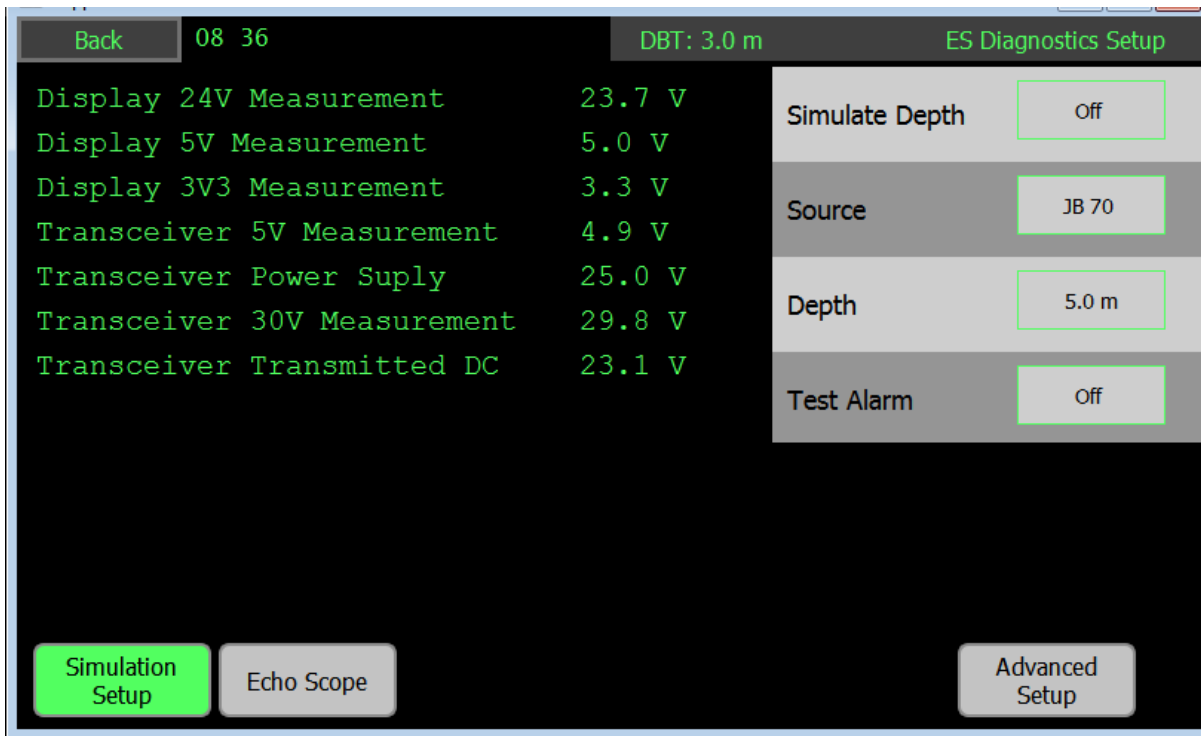 Back 08 36 DBT: 3.0 m ES Diagnostics Setup
Display 24V Measurement 23.7 V
Display 5V Measurement 5.0 V
Display 3V3 Measurement 3.3 V
Transceiver 5V Measurement 4.9 V
Transceiver Power Suply 25.0 V
Transceiver 30V Measurement 29.8 V
Transceiver Transmitted DC 23.1 V
Simulate Depth Off
Source JB 70
Depth 5.0 m
Test Alarm Off
Simulation
Setup
Echo Scope
Advanced
Setup